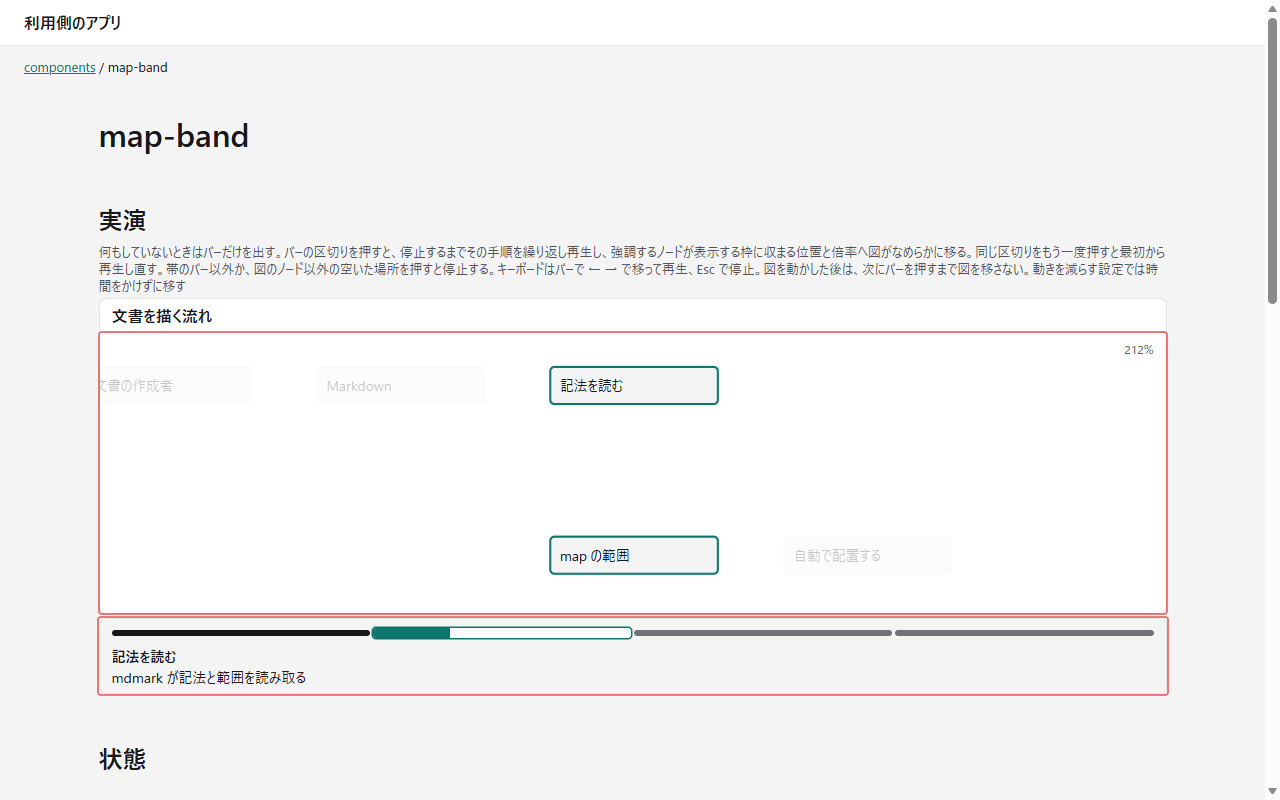 利用側のアプリ
components / map-band
map-band
実演
何もしていないときはバーだけを出す。バーの区切りを押すと、停止するまでその手順を繰り返し再生し、強調するノードが表示する枠に収まる位置と倍率へ図がなめらかに移る。同じ区切りをもう一度押すと最初から
再生し直す。帯のバー以外か、図のノード以外の空いた場所を押すと停止する。キーボードはバーで ← → で移って再生、Esc で停止。図を動かした後は、次にバーを押すまで図を移さない。動きを減らす設定では時
間をかけずに移す
文書を描く流れ
212%
文書の作成者 Markdown 記法を読む
map の範囲 自動で配置する
記法を読む
mdmark が記法と範囲を読み取る
状態